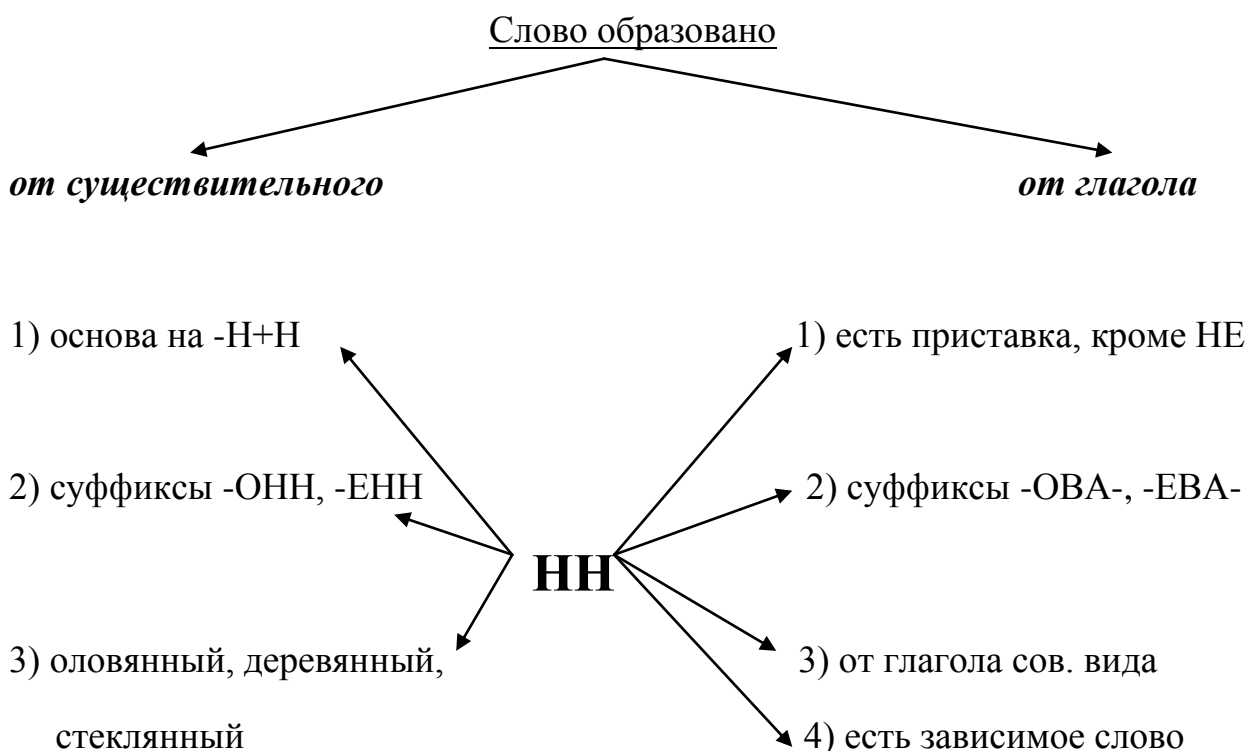 Слово образовано
от существительного
от глагола
1) основа на -Н+Н
1) есть приставка, кроме НЕ
2) суффиксы -ОНН, -ЕНН
2) суффиксы -ОВА-, -ЕВА-
НН
3) оловянный, деревянный,
стеклянный
3) от глагола сов. вида
4) есть зависимое слово